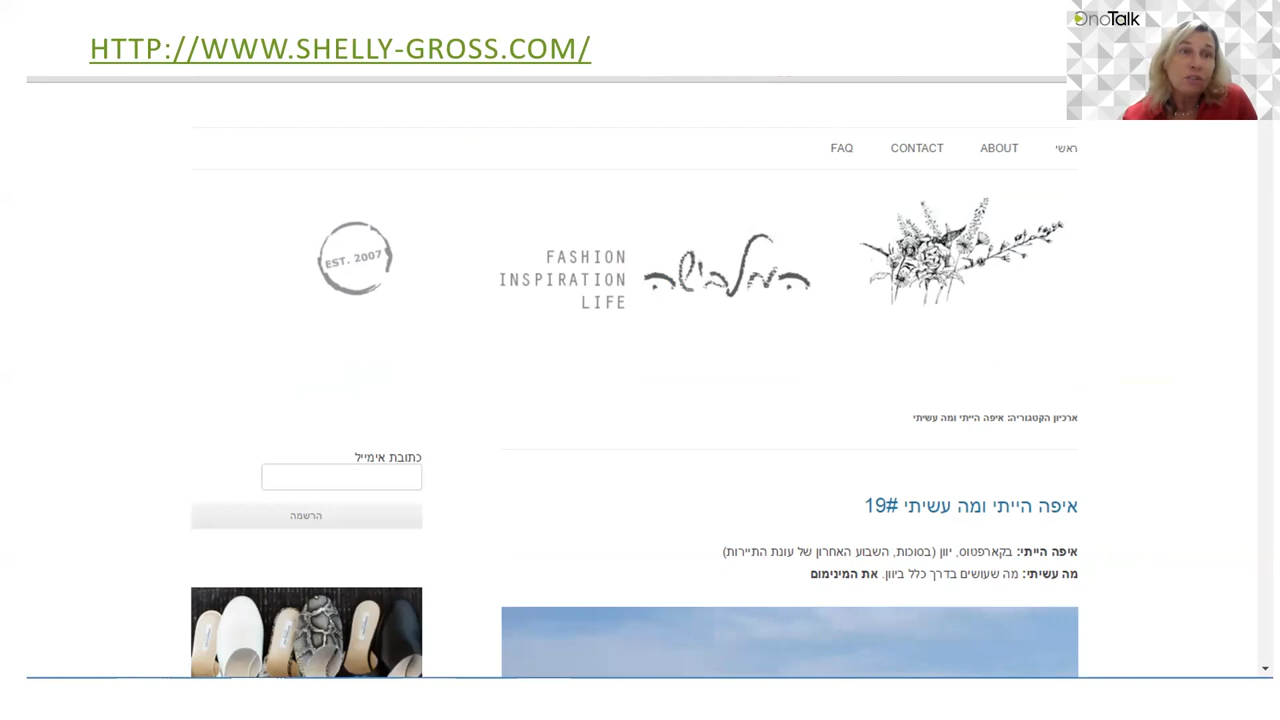 HTTP://WWW.SHELLY-GROSS.COM/
OnoTalk
ראשי ABOUT CONTACT FAQ
המלבישה
FASHION
INSPIRATION
LIFE
EST. 2007
ארכיון הקטגוריה: איפה הייתי ומה עשיתי
כתובת אימייל
הרשמה
איפה הייתי ומה עשיתי #19
איפה הייתי: בקארפטוס, יוון (בסוכות, השבוע האחרון של עונת התיירות)
מה עשיתי: מה שעושים בדרך כלל ביוון. את המינימום